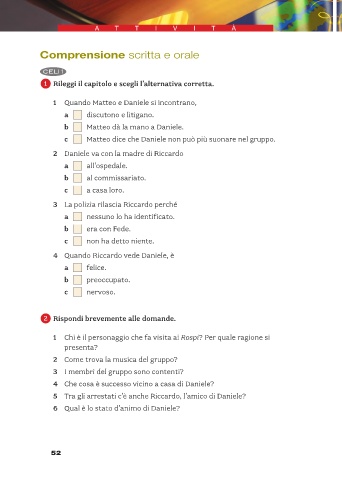 ATTIVITÀ
Comprensione scritta e orale
CELI 1
1 Rileggi il capitolo e scegli l'alternativa corretta.
1 Quando Matteo e Daniele si incontrano,
a discutono e litigano.
b Matteo dà la mano a Daniele.
c Matteo dice che Daniele non può più suonare nel gruppo.
2 Daniele va con la madre di Riccardo
a all'ospedale.
b al commissariato.
c a casa loro.
3 La polizia rilascia Riccardo perché
a nessuno lo ha identificato.
b era con Fede.
c non ha detto niente.
4 Quando Riccardo vede Daniele, è
a felice.
b preoccupato.
c nervoso.
2 Rispondi brevemente alle domande.
1 Chi è il personaggio che fa visita ai Rospi? Per quale ragione si
presenta?
2 Come trova la musica del gruppo?
3 I membri del gruppo sono contenti?
4 Che cosa è successo vicino a casa di Daniele?
5 Tra gli arrestati c'è anche Riccardo, l'amico di Daniele?
6 Qual è lo stato d'animo di Daniele?
52